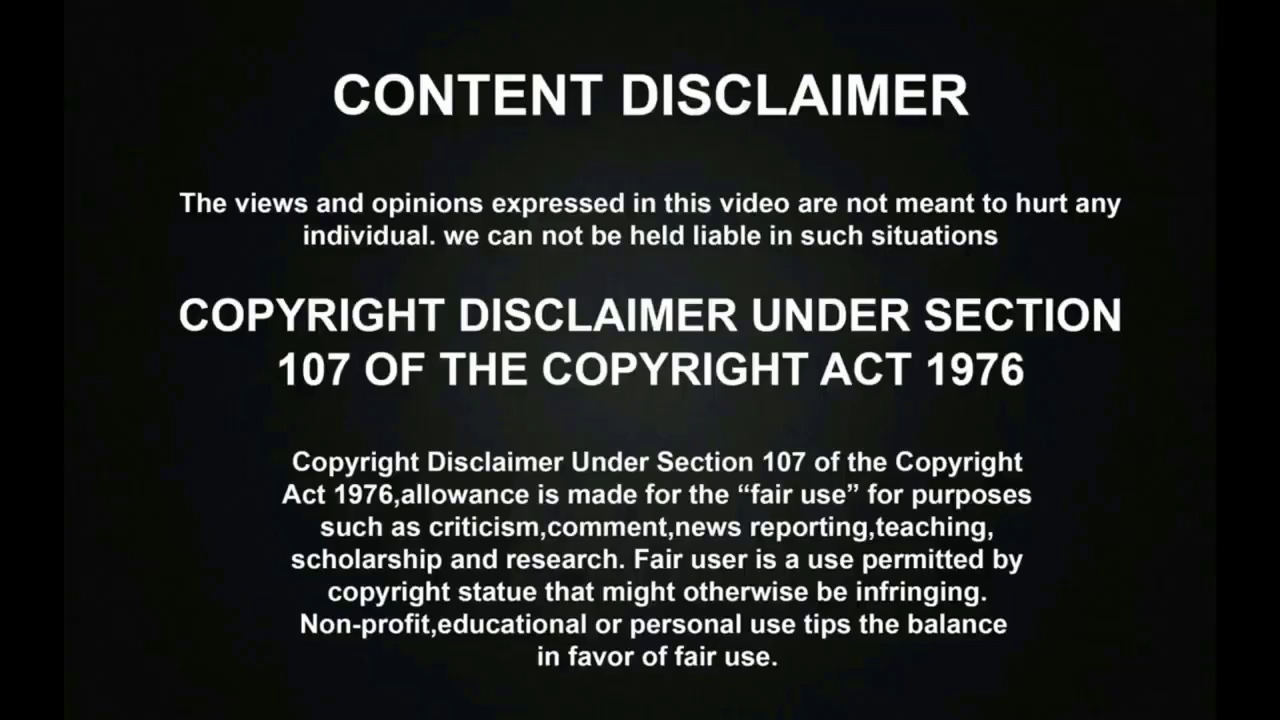 CONTENT DISCLAIMER
The views and opinions expressed in this video are not meant to hurt any
individual. we can not be held liable in such situations
COPYRIGHT DISCLAIMER UNDER SECTION
107 OF THE COPYRIGHT ACT 1976
Copyright Disclaimer Under Section 107 of the Copyright
Act 1976,allowance is made for the “fair use” for purposes
such as criticism,comment,news reporting,teaching,
scholarship and research. Fair user is a use permitted by
copyright statue that might otherwise be infringing.
Non-profit,educational or personal use tips the balance
in favor of fair use.